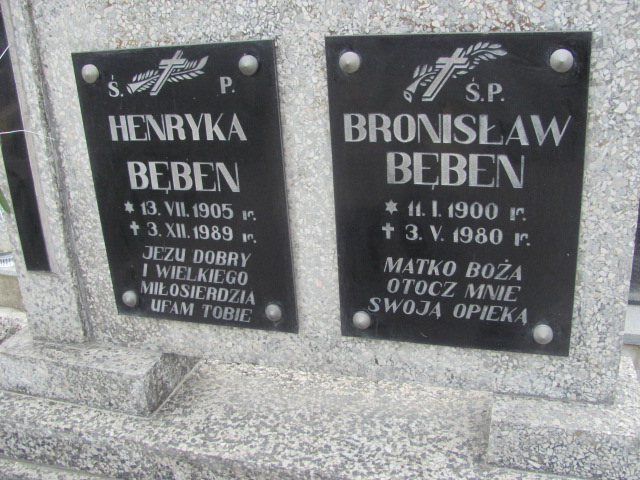 Ś. P.
HENRYKA
BĘBEN
✡ 13. VII. 1905 r.
✝ 3. XII. 1989 r.
JEZU DOBRY
I WIELKIEGO
MIŁOSIERDZIA
UFAM TOBIE
Ś.P.
BRONISŁAW
BĘBEN
✡ 11. I. 1900 r.
✝ 3. V. 1980 r.
MATKO BOŻA
OTOCZ MNIE
SWOJĄ OPIEKĄ